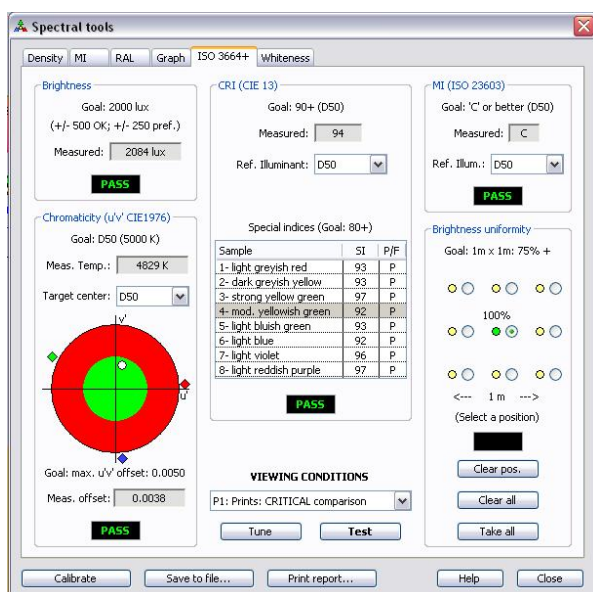 Spectral tools
Density MI RAL Graph ISO 3664+ Whiteness
Brightness
Goal: 2000 lux
(+/- 500 OK; +/- 250 pref.)
Measured: 2084 lux
PASS
Chromaticity (u'v' CIE1976)
Goal: D50 (5000 K)
Meas. Temp.: 4829 K
Target center: D50
v'
u'
Goal: max. u'v' offset: 0.0050
Meas. offset: 0.0038
PASS
CRI (CIE 13)
Goal: 90+ (D50)
Measured: 94
Ref. Illuminant: D50
Special indices (Goal: 80+)
Sample SI P/F
1- light greyish red 93 P
2- dark greyish yellow 93 P
3- strong yellow green 97 P
4- mod. yellowish green 92 P
5- light bluish green 93 P
6- light blue 92 P
7- light violet 96 P
8- light reddish purple 97 P
PASS
VIEWING CONDITIONS
P1: Prints: CRITICAL comparison
Tune Test
MI (ISO 23603)
Goal: 'C' or better (D50)
Measured: C
Ref. Illum.: D50
PASS
Brightness uniformity
Goal: 1m x 1m: 75% +
100%
<--- 1 m --->
(Select a position)
Clear pos.
Clear all
Take all
Calibrate Save to file... Print report... Help Close